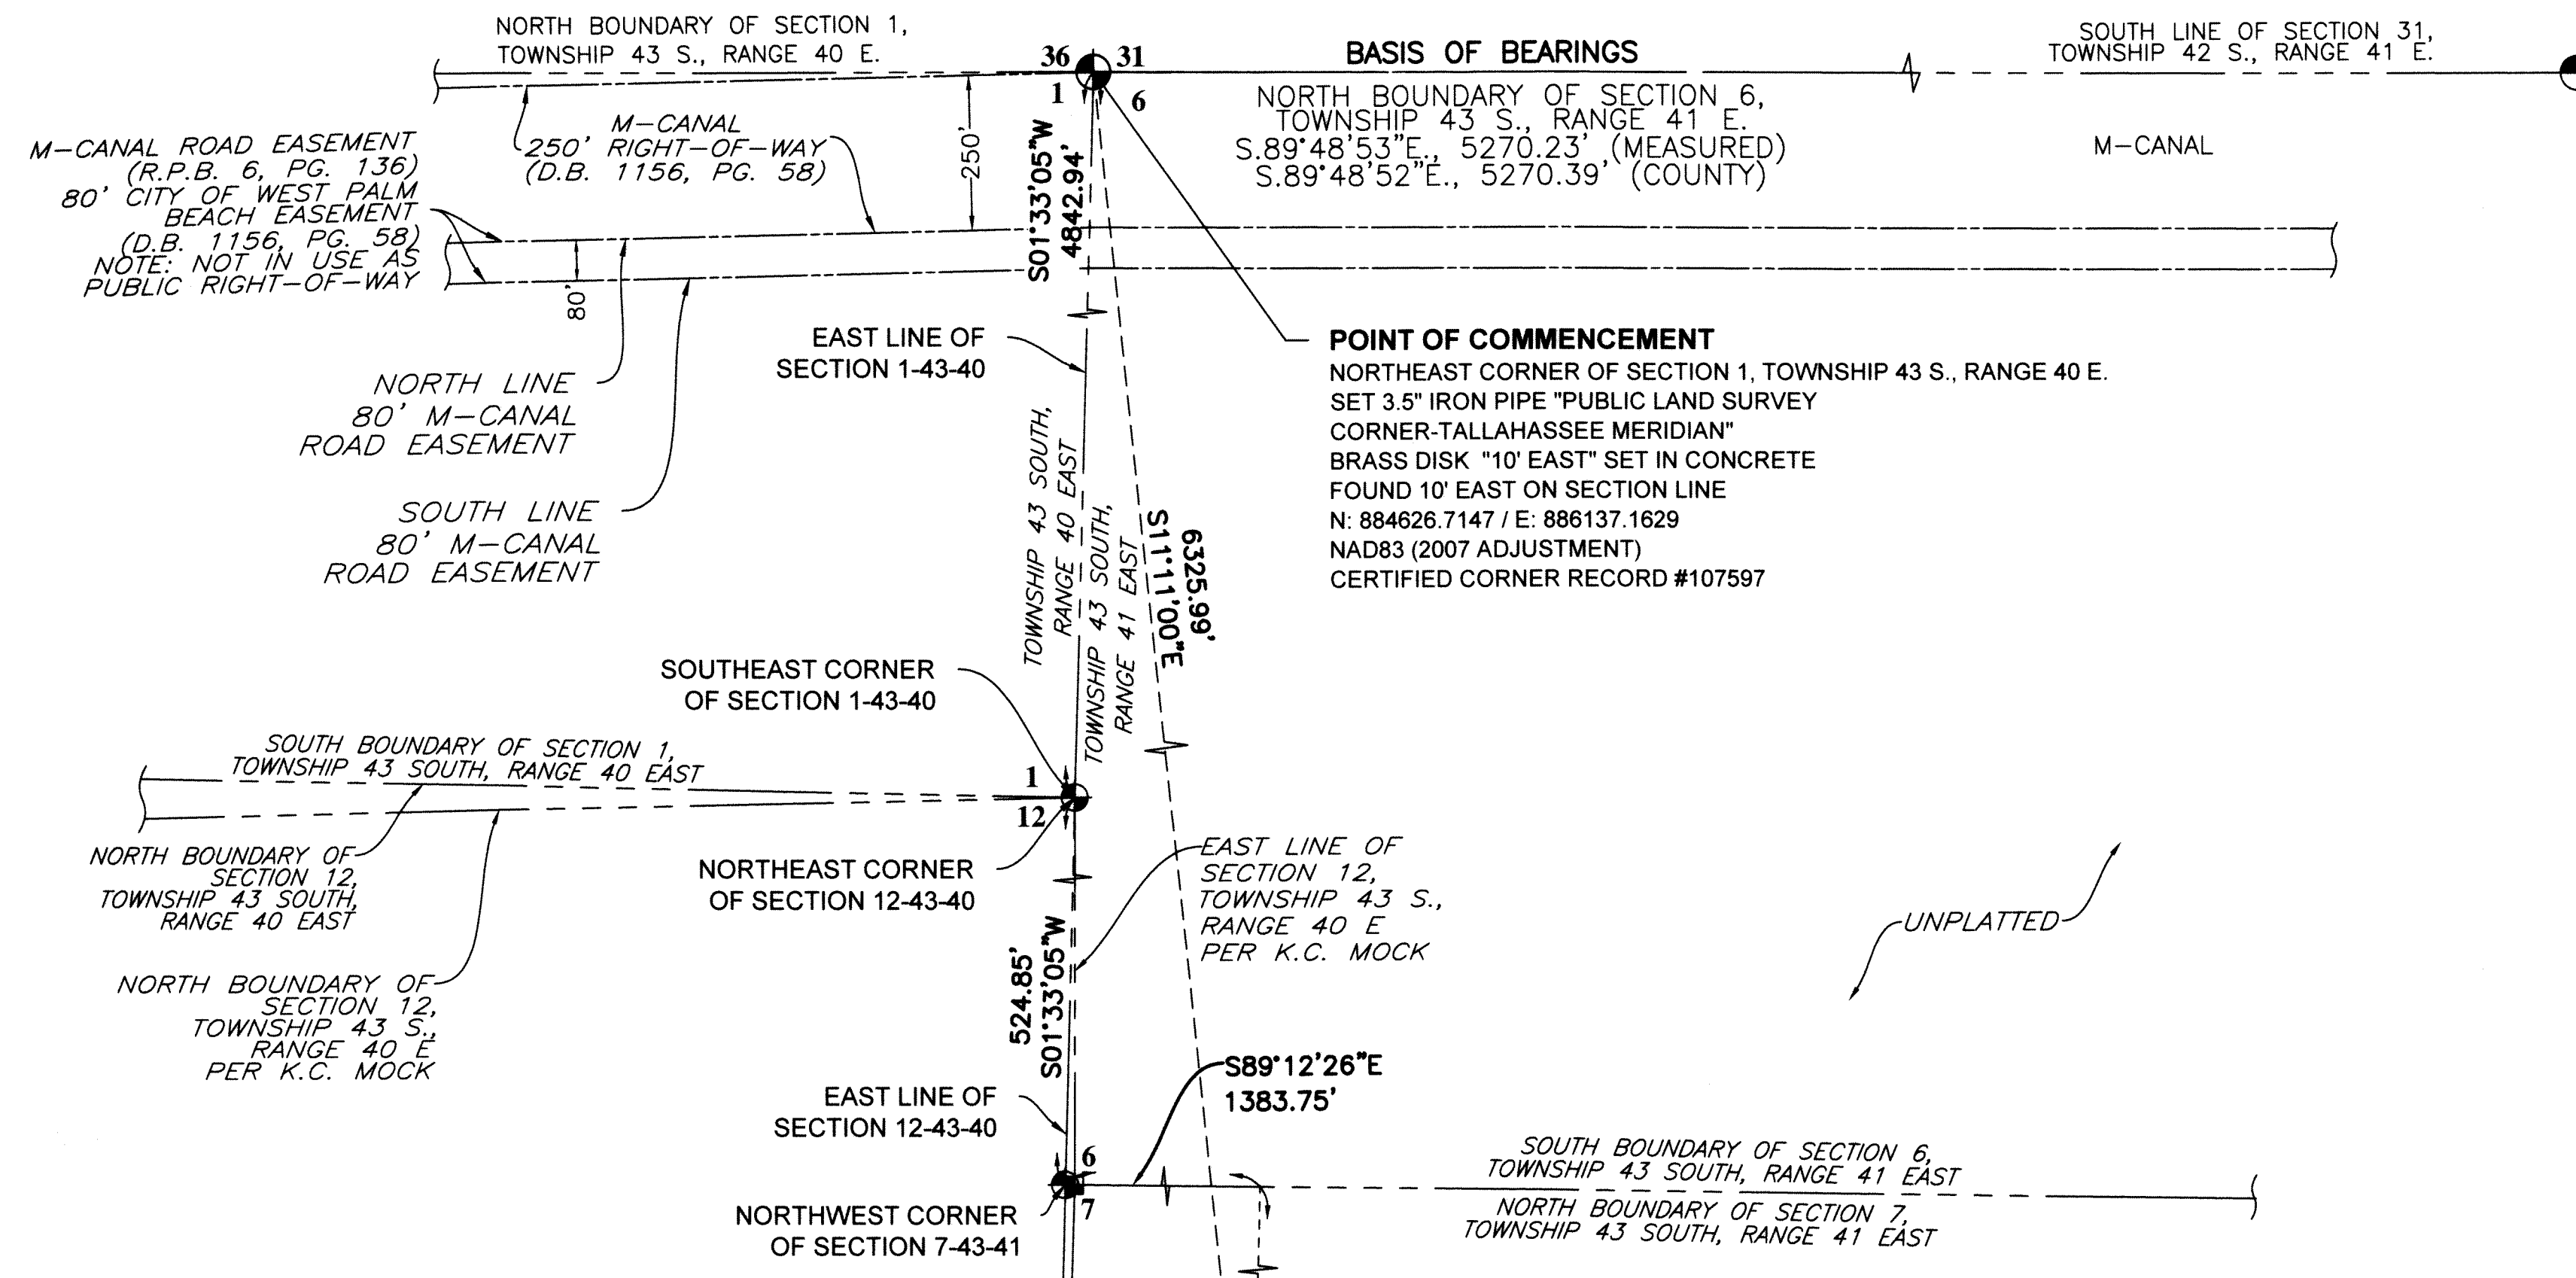 NORTH BOUNDARY OF SECTION 1,
TOWNSHIP 43 S., RANGE 40 E.
36
31
1
6
BASIS OF BEARINGS
NORTH BOUNDARY OF SECTION 6,
TOWNSHIP 43 S., RANGE 41 E.
S.89°48'53"E., 5270.23' (MEASURED)
S.89°48'52"E., 5270.39' (COUNTY)
SOUTH LINE OF SECTION 31,
TOWNSHIP 42 S., RANGE 41 E.
M-CANAL
M-CANAL ROAD EASEMENT
(R.P.B. 6, PG. 136)
80' CITY OF WEST PALM
BEACH EASEMENT
(D.B. 1156, PG. 58)
NOTE: NOT IN USE AS
PUBLIC RIGHT-OF-WAY
M-CANAL
250' RIGHT-OF-WAY
(D.B. 1156, PG. 58)
250'
S01°33'05"W
4842.94'
80'
EAST LINE OF
SECTION 1-43-40
POINT OF COMMENCEMENT
NORTHEAST CORNER OF SECTION 1, TOWNSHIP 43 S., RANGE 40 E.
SET 3.5" IRON PIPE "PUBLIC LAND SURVEY
CORNER-TALLAHASSEE MERIDIAN"
BRASS DISK "10' EAST" SET IN CONCRETE
FOUND 10' EAST ON SECTION LINE
N: 884626.7147 / E: 886137.1629
NAD83 (2007 ADJUSTMENT)
CERTIFIED CORNER RECORD #107597
NORTH LINE
80' M-CANAL
ROAD EASEMENT
SOUTH LINE
80' M-CANAL
ROAD EASEMENT
TOWNSHIP 43 SOUTH,
RANGE 40 EAST
TOWNSHIP 43 SOUTH,
RANGE 41 EAST
6325.99'
S11°11'00"E
SOUTHEAST CORNER
OF SECTION 1-43-40
SOUTH BOUNDARY OF SECTION 1,
TOWNSHIP 43 SOUTH, RANGE 40 EAST
1
12
NORTH BOUNDARY OF
SECTION 12,
TOWNSHIP 43 SOUTH,
RANGE 40 EAST
NORTHEAST CORNER
OF SECTION 12-43-40
EAST LINE OF
SECTION 12,
TOWNSHIP 43 S.,
RANGE 40 E
PER K.C. MOCK
UNPLATTED
NORTH BOUNDARY OF
SECTION 12,
TOWNSHIP 43 S.,
RANGE 40 E
PER K.C. MOCK
524.85'
S01°33'05"W
S89°12'26"E
1383.75'
EAST LINE OF
SECTION 12-43-40
6
7
SOUTH BOUNDARY OF SECTION 6,
TOWNSHIP 43 SOUTH, RANGE 41 EAST
NORTH BOUNDARY OF SECTION 7,
TOWNSHIP 43 SOUTH, RANGE 41 EAST
NORTHWEST CORNER
OF SECTION 7-43-41